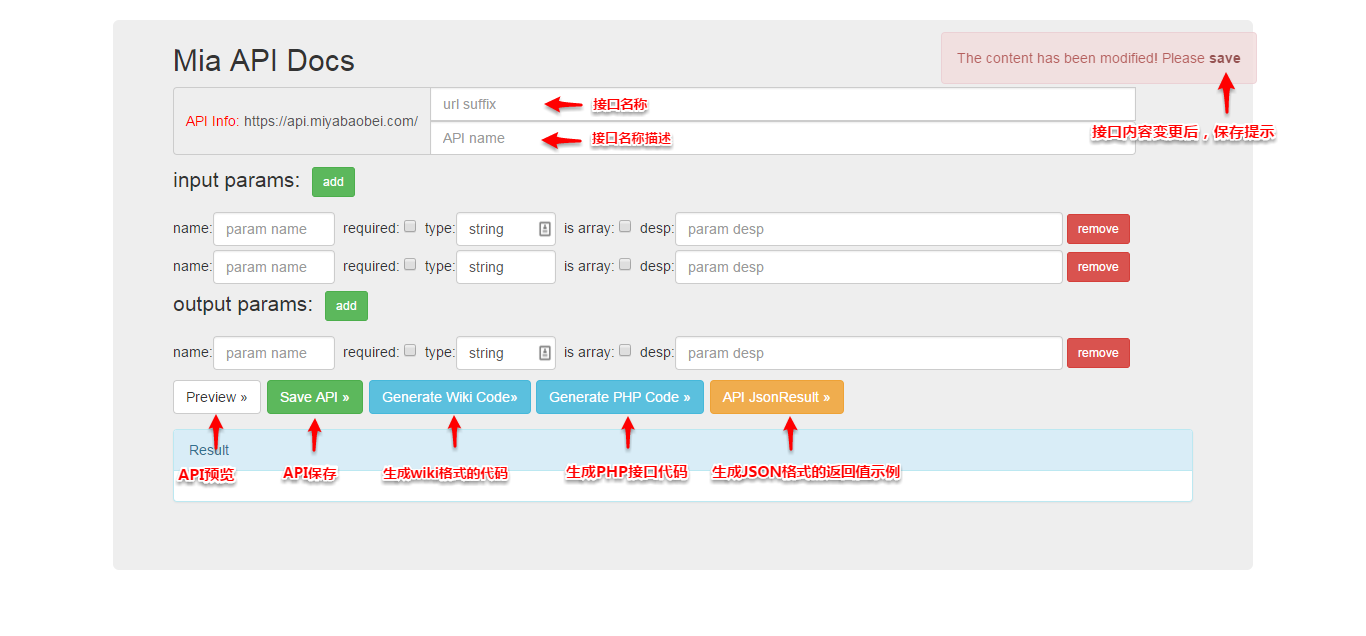 Mia API Docs
The content has been modified! Please save
接口内容变更后，保存提示
API Info: https://api.miyabaobei.com/
url suffix
接口名称
API name
接口名称描述
input params: add
name: param name required: type: string is array: desp: param desp remove
name: param name required: type: string is array: desp: param desp remove
output params: add
name: param name required: type: string is array: desp: param desp remove
Preview » Save API » Generate Wiki Code» Generate PHP Code » API JsonResult »
Result
API预览 API保存 生成wiki格式的代码 生成PHP接口代码 生成JSON格式的返回值示例